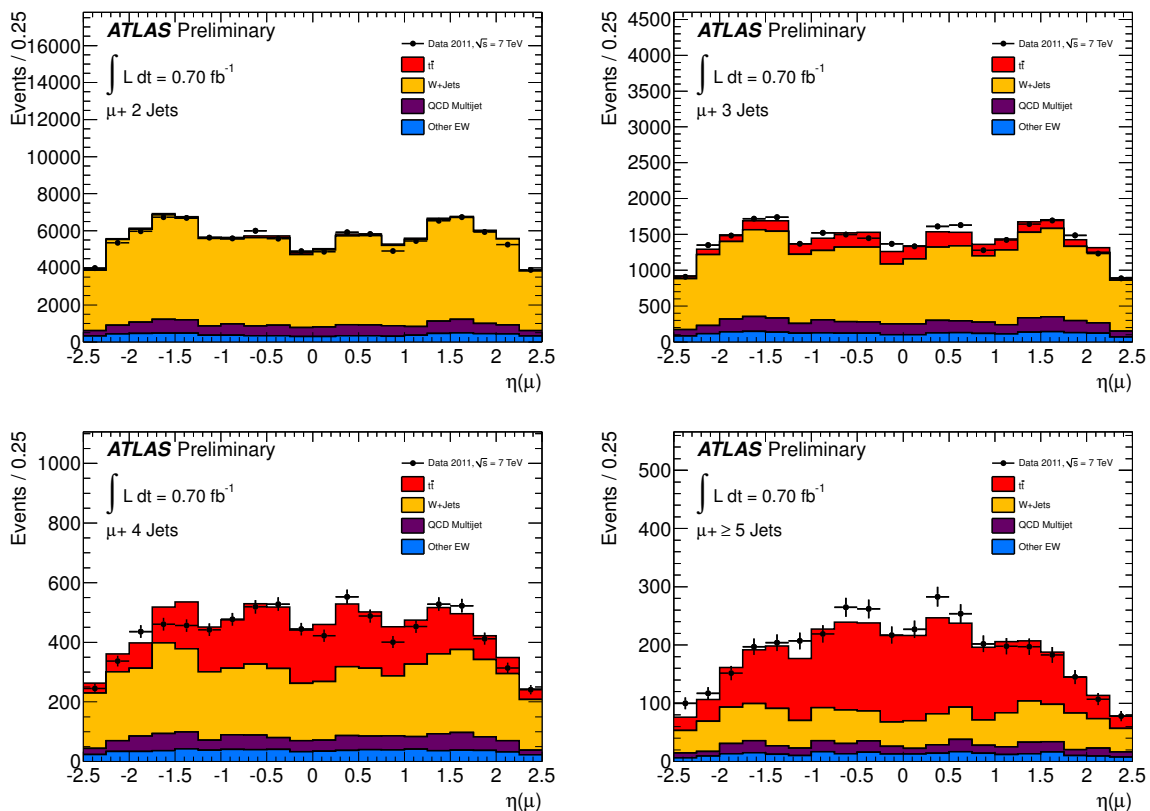 Events / 0.25
16000
14000
12000
10000
8000
6000
4000
2000
0
ATLAS Preliminary
∫ L dt = 0.70 fb⁻¹
μ+ 2 Jets
Data 2011, √s = 7 TeV
tt̄
W+Jets
QCD Multijet
Other EW
-2.5 -2 -1.5 -1 -0.5 0 0.5 1 1.5 2 2.5
η(μ)
Events / 0.25
4500
4000
3500
3000
2500
2000
1500
1000
500
0
ATLAS Preliminary
∫ L dt = 0.70 fb⁻¹
μ+ 3 Jets
Data 2011, √s = 7 TeV
tt̄
W+Jets
QCD Multijet
Other EW
-2.5 -2 -1.5 -1 -0.5 0 0.5 1 1.5 2 2.5
η(μ)
Events / 0.25
1000
800
600
400
200
0
ATLAS Preliminary
∫ L dt = 0.70 fb⁻¹
μ+ 4 Jets
Data 2011, √s = 7 TeV
tt̄
W+Jets
QCD Multijet
Other EW
-2.5 -2 -1.5 -1 -0.5 0 0.5 1 1.5 2 2.5
η(μ)
Events / 0.25
500
400
300
200
100
0
ATLAS Preliminary
∫ L dt = 0.70 fb⁻¹
μ+ ≥ 5 Jets
Data 2011, √s = 7 TeV
tt̄
W+Jets
QCD Multijet
Other EW
-2.5 -2 -1.5 -1 -0.5 0 0.5 1 1.5 2 2.5
η(μ)